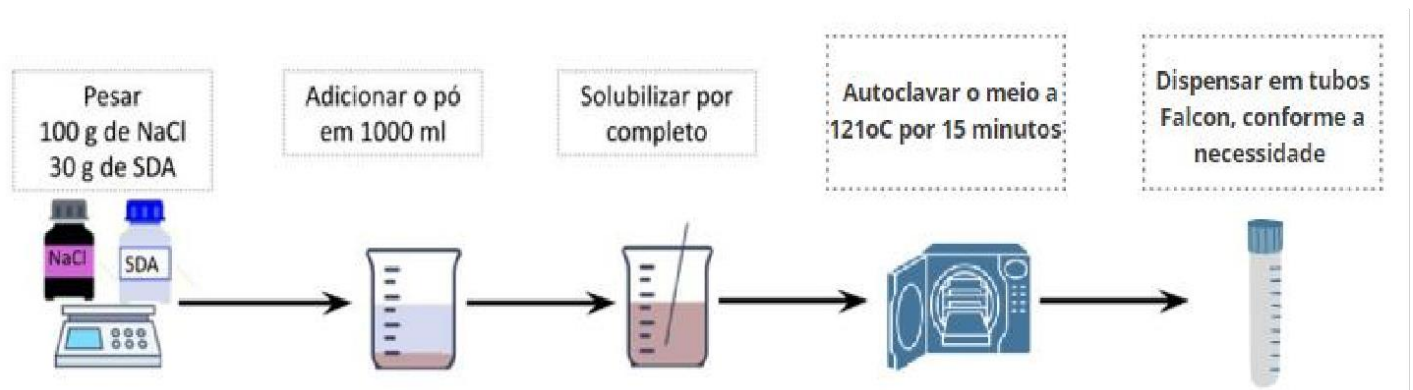 Pesar
100 g de NaCl
30 g de SDA
Adicionar o pó
em 1000 ml
Solubilizar por
completo
Autoclavar o meio a
121oC por 15 minutos
Dispensar em tubos
Falcon, conforme a
necessidade
NaCl
SDA